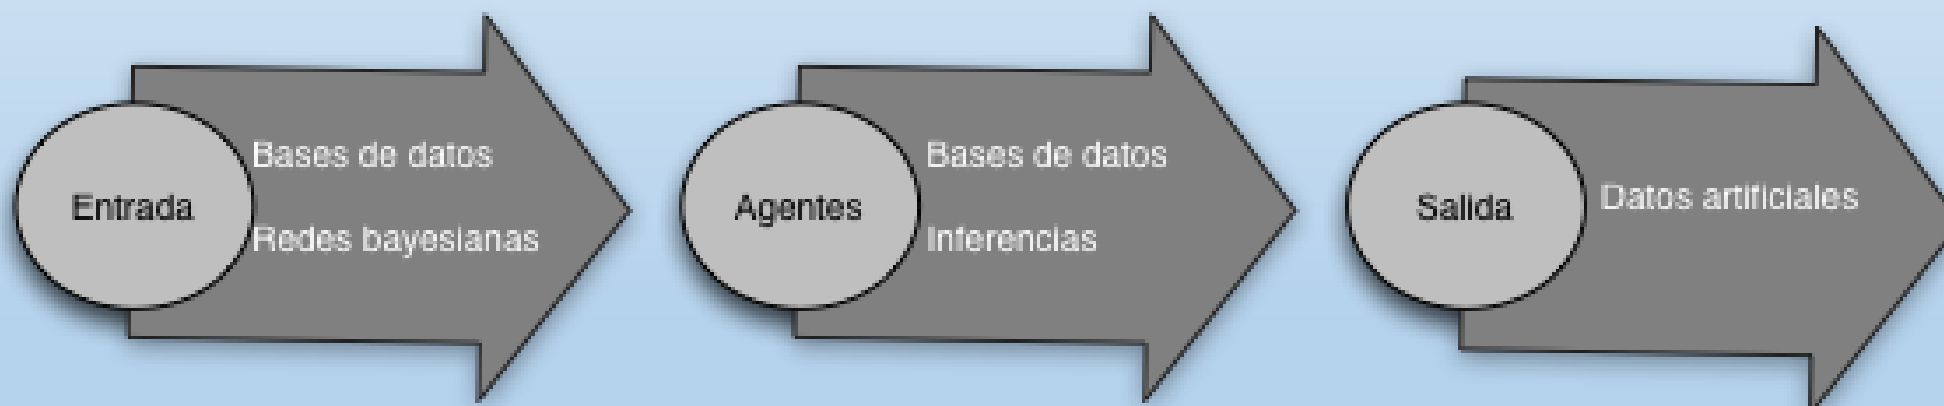 Entrada
Bases de datos
Redes bayesianas
Agentes
Bases de datos
Inferencias
Salida
Datos artificiales